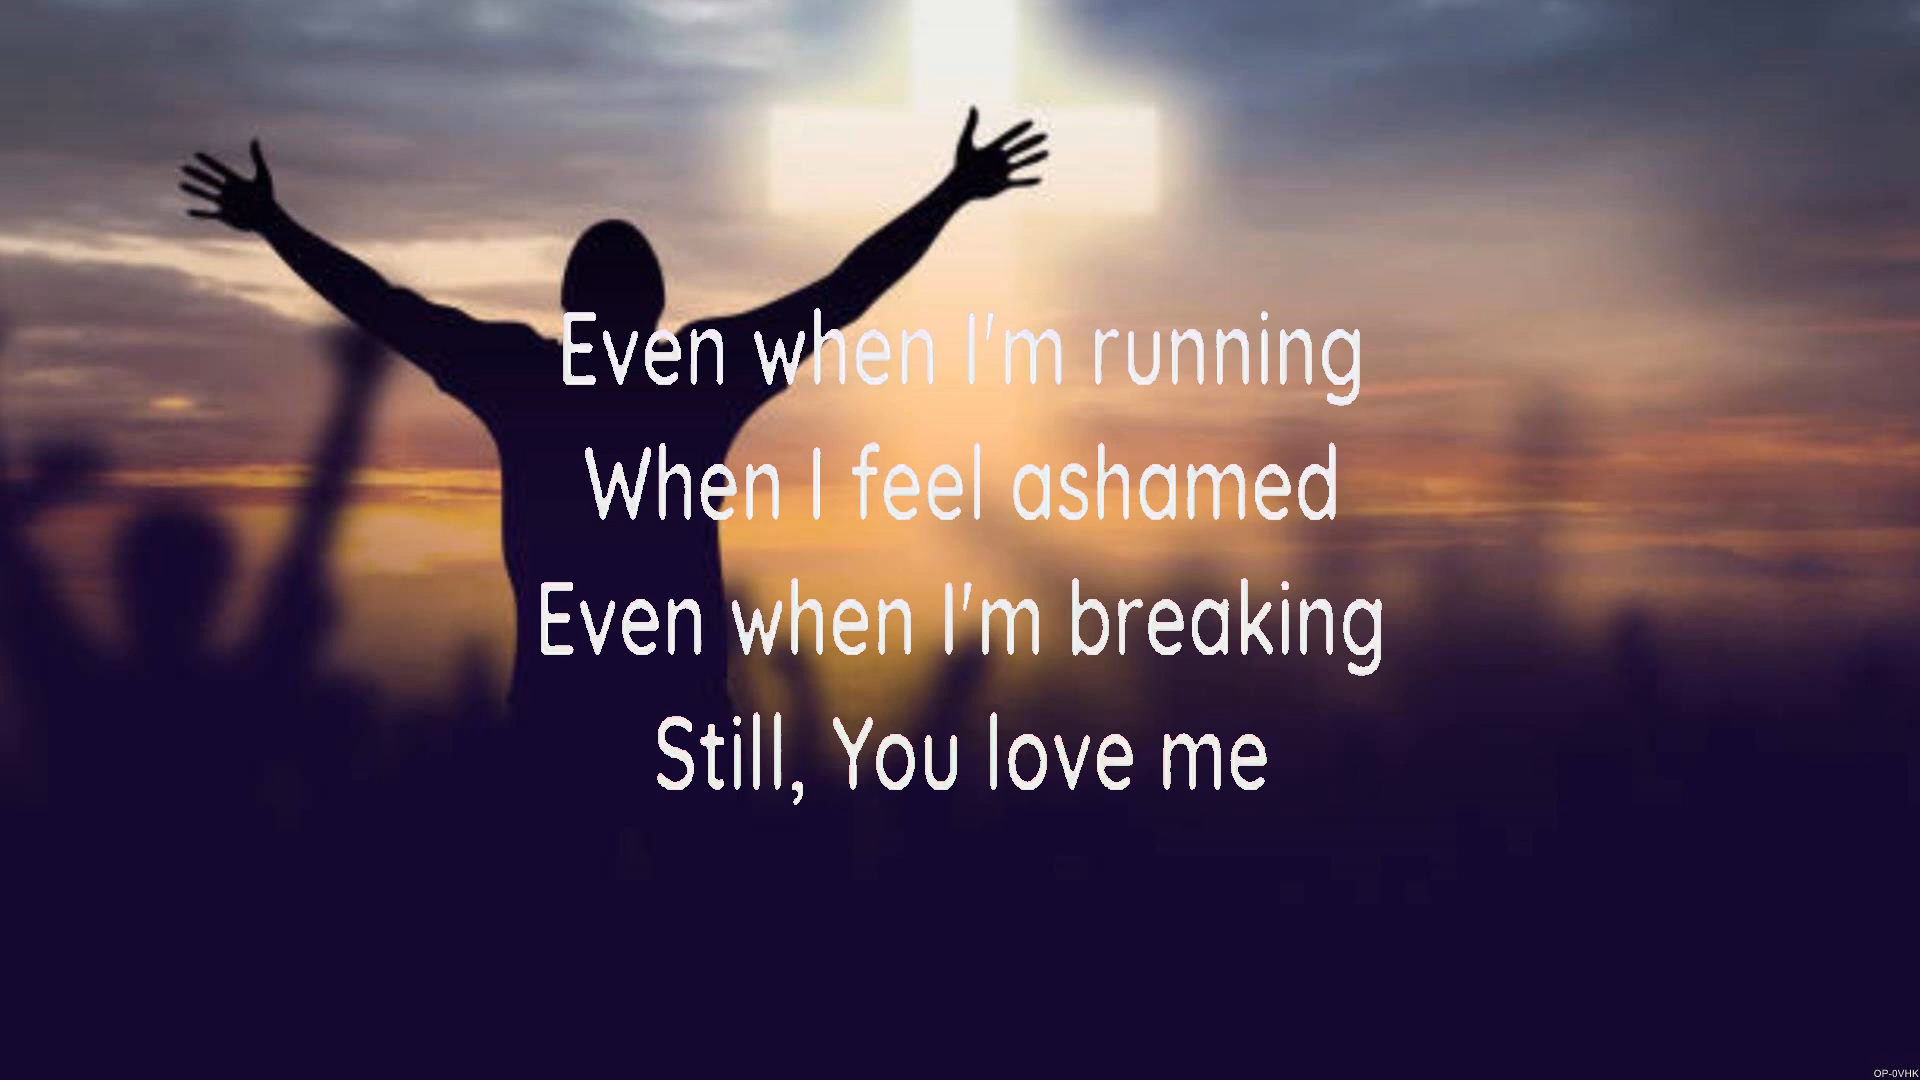 Even when I'm running
When I feel ashamed
Even when I'm breaking
Still, You love me
OP-0VHK